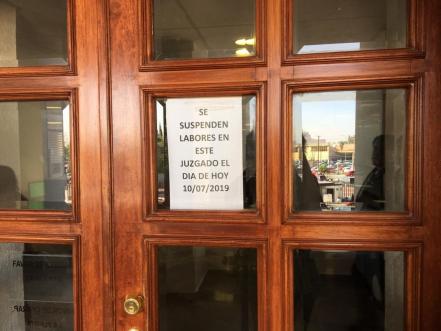 SE
SUSPENDEN
LABORES EN
ESTE
JUZGADO EL
DIA DE HOY
10/07/2019